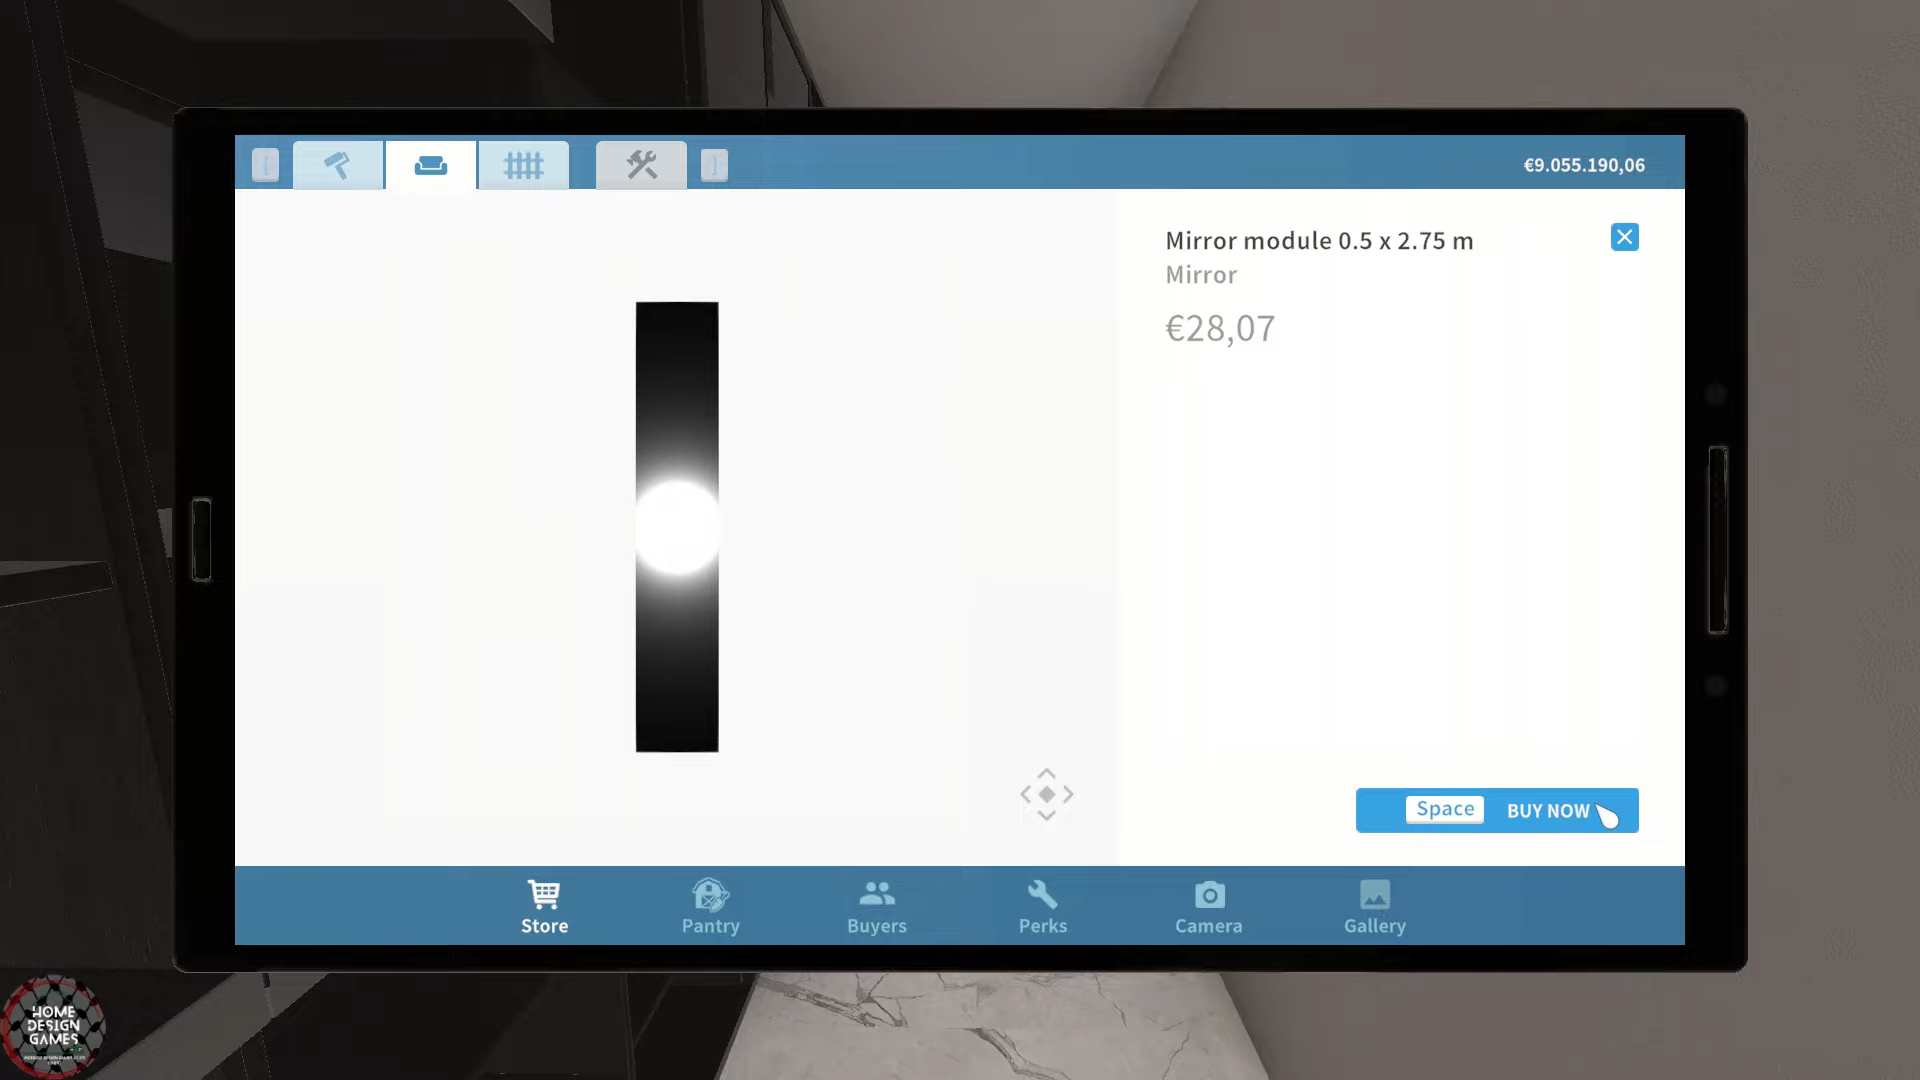 €9.055.190,06
Mirror module 0.5 x 2.75 m
Mirror
€28,07
Space BUY NOW
Store
Pantry
Buyers
Perks
Camera
Gallery
HOME
DESIGN
GAMES